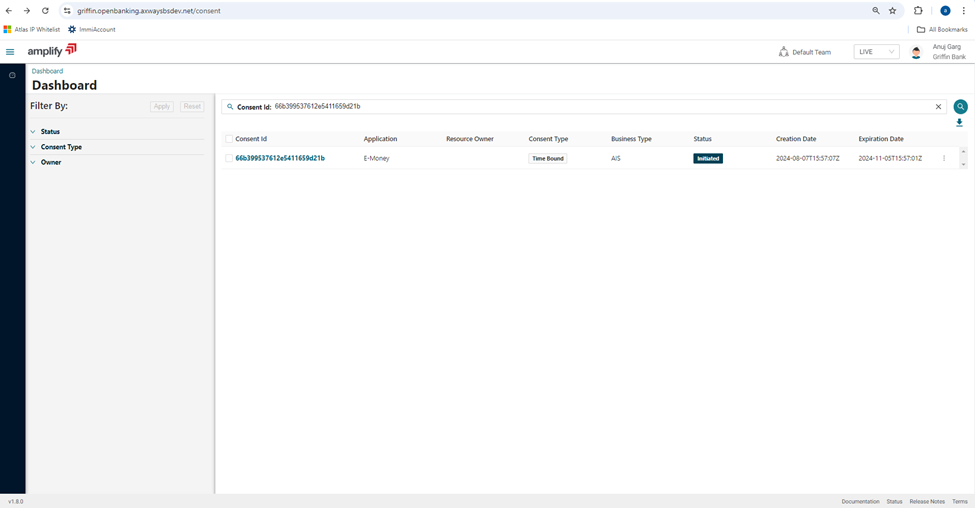 griffin.openbanking.axwaysbsdev.net/consent
a
Atlas IP Whitelist
ImmiAccount
All Bookmarks
amplify
Default Team
LIVE
Anuj Garg
Griffin Bank
Dashboard
Dashboard
Filter By:
Apply
Reset
Status
Consent Type
Owner
Consent Id: 66b399537612e5411659d21b
Consent Id Application Resource Owner Consent Type Business Type Status Creation Date Expiration Date
66b399537612e5411659d21b E-Money Time Bound AIS Initiated 2024-08-07T15:57:07Z 2024-11-05T15:57:01Z
v1.8.0
Documentation Status Release Notes Terms